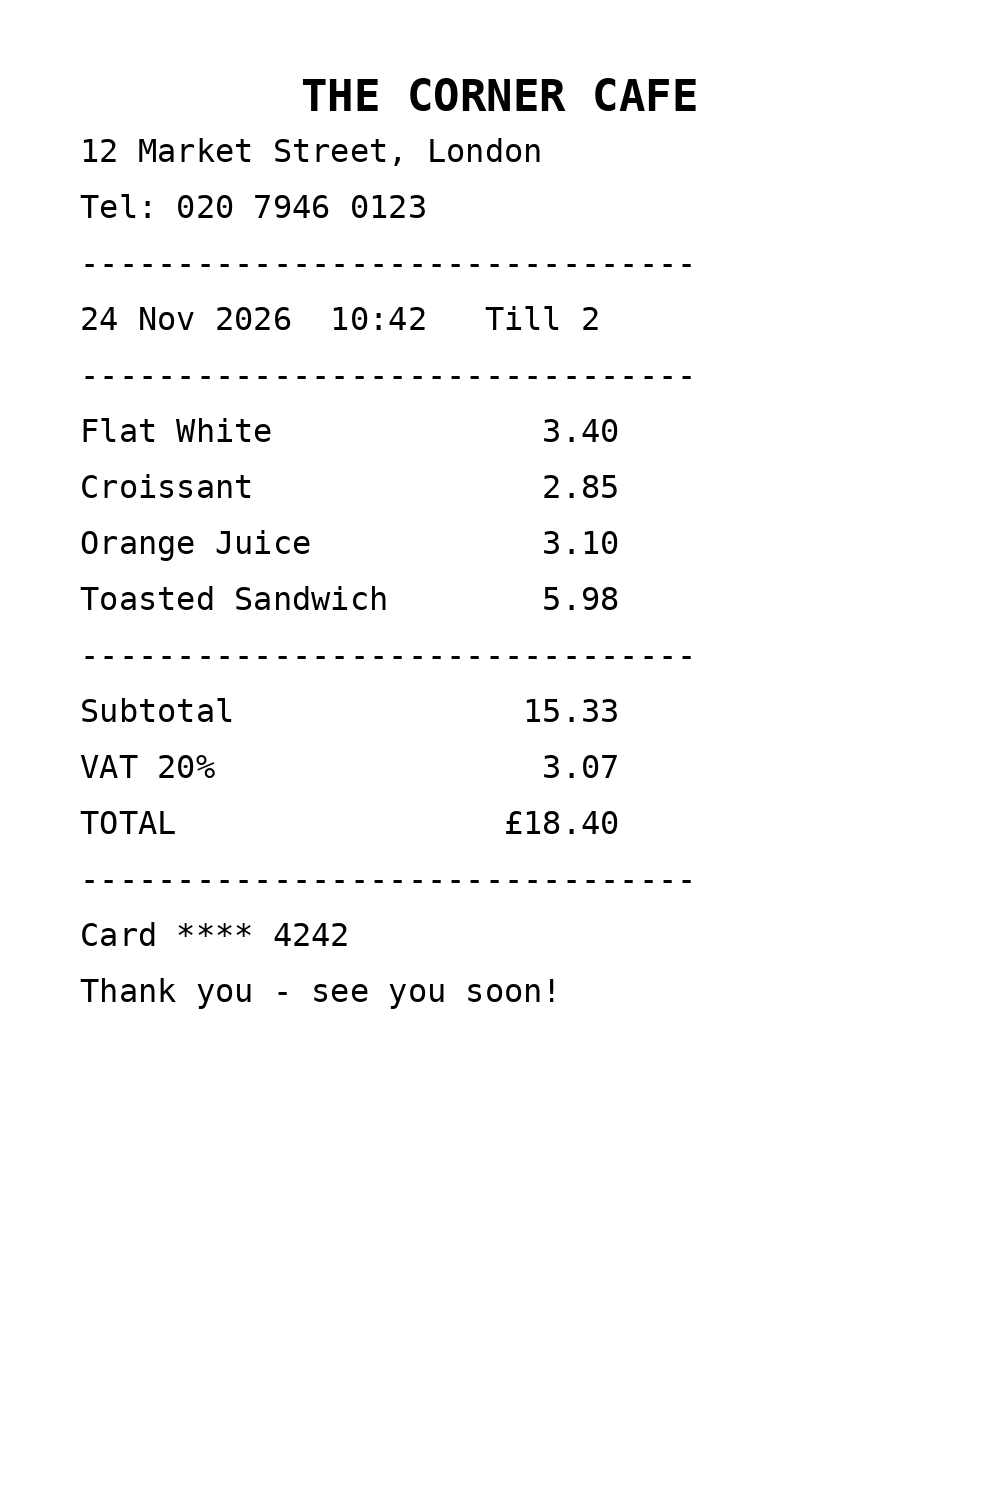 THE CORNER CAFE
12 Market Street, London
Tel: 020 7946 0123
--------------------------------
24 Nov 2026  10:42   Till 2
--------------------------------
Flat White              3.40
Croissant               2.85
Orange Juice            3.10
Toasted Sandwich        5.98
--------------------------------
Subtotal               15.33
VAT 20%                 3.07
TOTAL                 £18.40
--------------------------------
Card **** 4242
Thank you - see you soon!